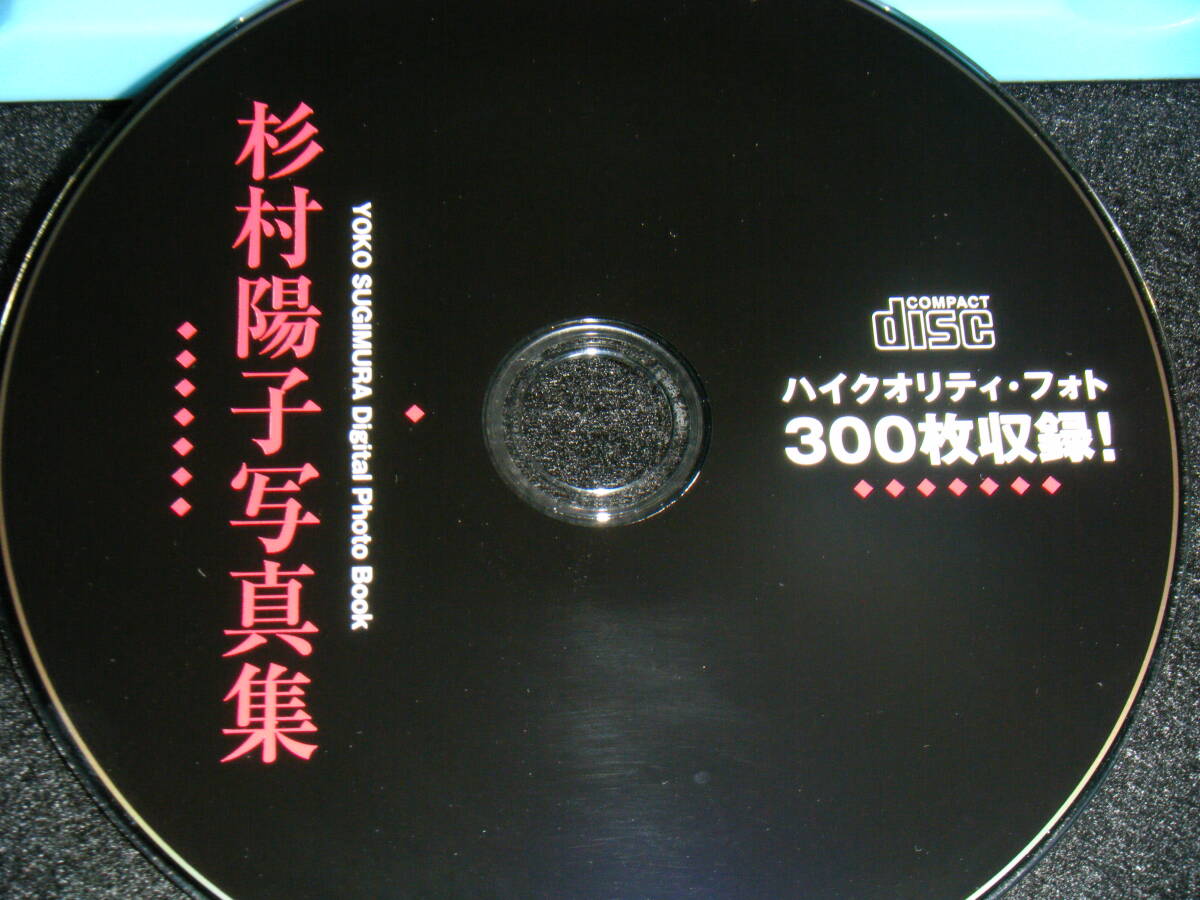 杉村陽子写真集
YOKO SUGIMURA Digital Photo Book
COMPACT
disc
ハイクオリティ・フォト
300枚収録!